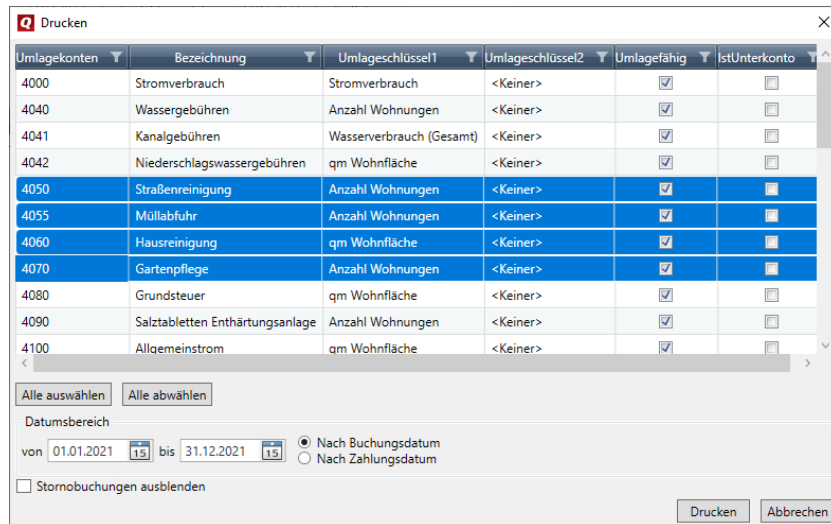 Drucken
Umlagekonten Bezeichnung Umlageschlüssel1 Umlageschlüssel2 Umlagefähig IstUnterkonto
4000 Stromverbrauch Stromverbrauch <Keiner>
4040 Wassergebühren Anzahl Wohnungen <Keiner>
4041 Kanalgebühren Wasserverbrauch (Gesamt) <Keiner>
4042 Niederschlagswassergebühren qm Wohnfläche <Keiner>
4050 Straßenreinigung Anzahl Wohnungen <Keiner>
4055 Müllabfuhr Anzahl Wohnungen <Keiner>
4060 Hausreinigung qm Wohnfläche <Keiner>
4070 Gartenpflege Anzahl Wohnungen <Keiner>
4080 Grundsteuer qm Wohnfläche <Keiner>
4090 Salztabletten Enthärtungsanlage Anzahl Wohnungen <Keiner>
4100 Allgemeinstrom qm Wohnfläche <Keiner>
Alle auswählen Alle abwählen
Datumsbereich
von 01.01.2021 15 bis 31.12.2021 15 Nach Buchungsdatum
Nach Zahlungsdatum
Stornobuchungen ausblenden
Drucken Abbrechen